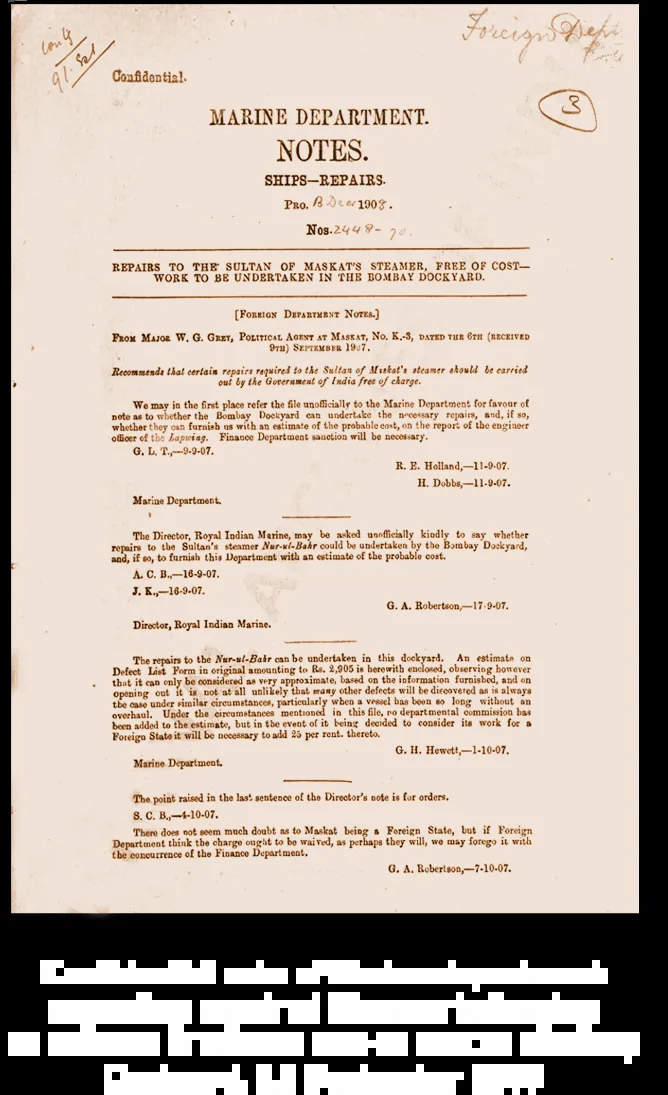 Confidential.
Foreign Dept
3
MARINE DEPARTMENT.
NOTES.
SHIPS—REPAIRS.
PRO. B Decr 1908.
Nos. 2448-70.
REPAIRS TO THE SULTAN OF MASKAT'S STEAMER, FREE OF COST—
WORK TO BE UNDERTAKEN IN THE BOMBAY DOCKYARD.
[FOREIGN DEPARTMENT NOTES.]
FROM MAJOR W. G. GREY, POLITICAL AGENT AT MASKAT, NO. K.-3, DATED THE 6TH (RECEIVED
9TH) SEPTEMBER 1907.
Recommends that certain repairs required to the Sultan of Maskat's steamer should be carried
out by the Government of India free of charge.
We may in the first place refer the file unofficially to the Marine Department for favour of
note as to whether the Bombay Dockyard can undertake the necessary repairs, and, if so,
whether they can furnish us with an estimate of the probable cost, on the report of the engineer
officer of the Lapwing. Finance Department sanction will be necessary.
G. L. T.,—9-9-07.
R. E. Holland,—11-9-07.
H. Dobbs,—11-9-07.
Marine Department.
The Director, Royal Indian Marine, may be asked unofficially kindly to say whether
repairs to the Sultan's steamer Nur-ul-Bahr could be undertaken by the Bombay Dockyard,
and, if so, to furnish this Department with an estimate of the probable cost.
A. C. B.,—16-9-07.
J. K.,—16-9-07.
G. A. Robertson,—17-9-07.
Director, Royal Indian Marine.
The repairs to the Nur-ul-Bahr can be undertaken in this dockyard. An estimate on
Defect List Form in original amounting to Rs. 2,905 is herewith enclosed, observing however
that it can only be considered as very approximate, based on the information furnished, and on
opening out it is not at all unlikely that many other defects will be discovered as is always
the case under similar circumstances, particularly when a vessel has been so long without an
overhaul. Under the circumstances mentioned in this file, no departmental commission has
been added to the estimate, but in the event of it being decided to consider its work for a
Foreign State it will be necessary to add 25 per cent. thereto.
G. H. Hewett,—1-10-07.
Marine Department.
The point raised in the last sentence of the Director's note is for orders.
S. C. B.,—4-10-07.
There does not seem much doubt as to Maskat being a Foreign State, but if Foreign
Department think the charge ought to be waived, as perhaps they will, we may forego it with
the concurrence of the Finance Department.
G. A. Robertson,—7-10-07.